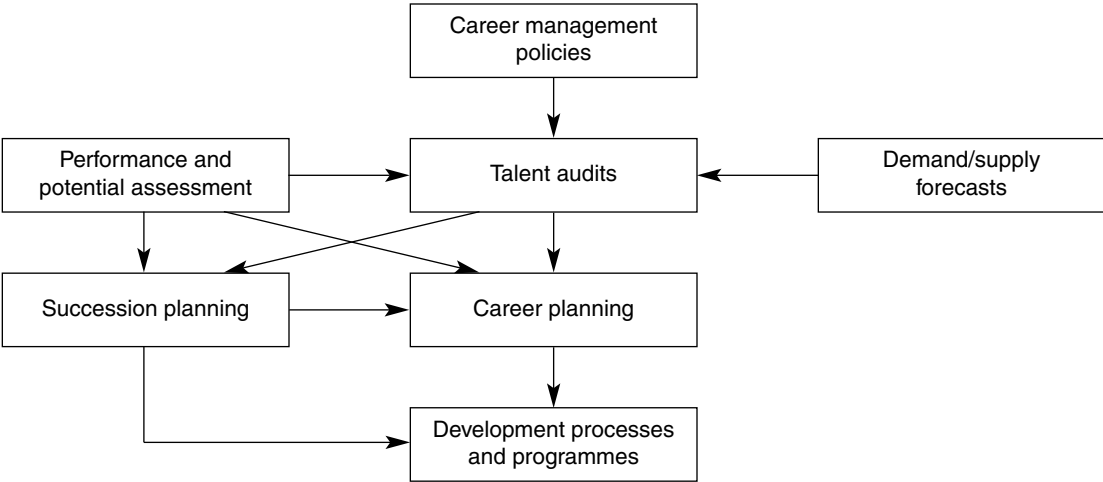 Career management
policies
Performance and
potential assessment
Talent audits
Demand/supply
forecasts
Succession planning
Career planning
Development processes
and programmes